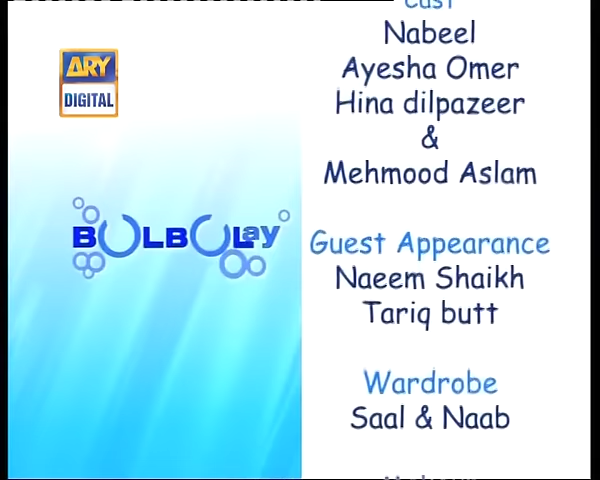 ARY
DIGITAL
BULBULay
Cast
Nabeel
Ayesha Omer
Hina dilpazeer
&
Mehmood Aslam
Guest Appearance
Naeem Shaikh
Tariq butt
Wardrobe
Saal & Naab